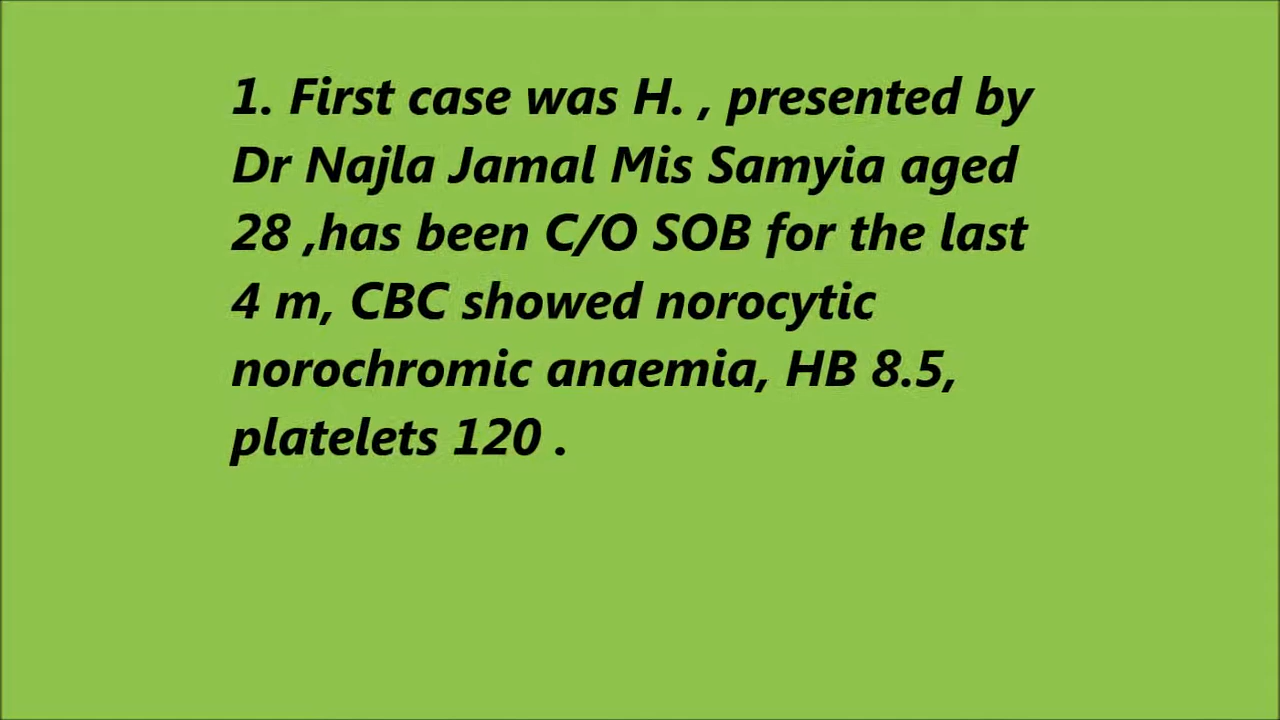 1. First case was H. , presented by
Dr Najla Jamal Mis Samyia aged
28 ,has been C/O SOB for the last
4 m, CBC showed norocytic
norochromic anaemia, HB 8.5,
platelets 120 .